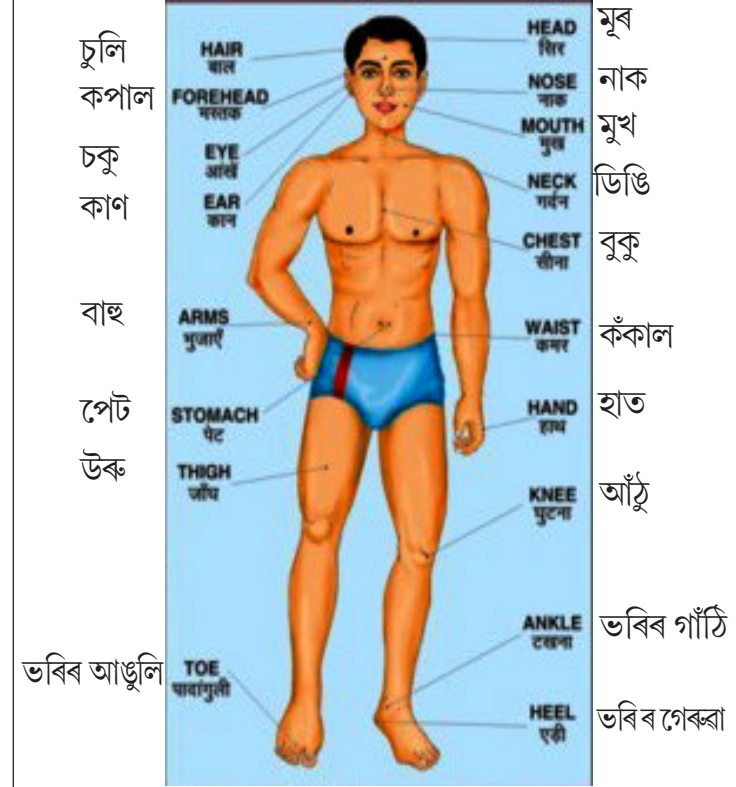 চুলি
কপাল
চকু
কাণ
বাহু
পেট
উৰু
ভৰিৰ আঙুলি
HAIR
बाल
FOREHEAD
मस्तक
EYE
आंखें
EAR
कान
ARMS
भुजाएँ
STOMACH
पेट
THIGH
जाँघ
TOE
पादांगुली
HEAD
सिर
NOSE
नाक
MOUTH
मुख
NECK
गर्दन
CHEST
सीना
WAIST
कमर
HAND
हाथ
KNEE
घुटना
ANKLE
टखना
HEEL
एड़ी
মূৰ
নাক
মুখ
ডিঙি
বুকু
কঁকাল
হাত
আঁঠু
ভৰিৰ গাঁঠি
ভৰি ৰ গেৰুৱা